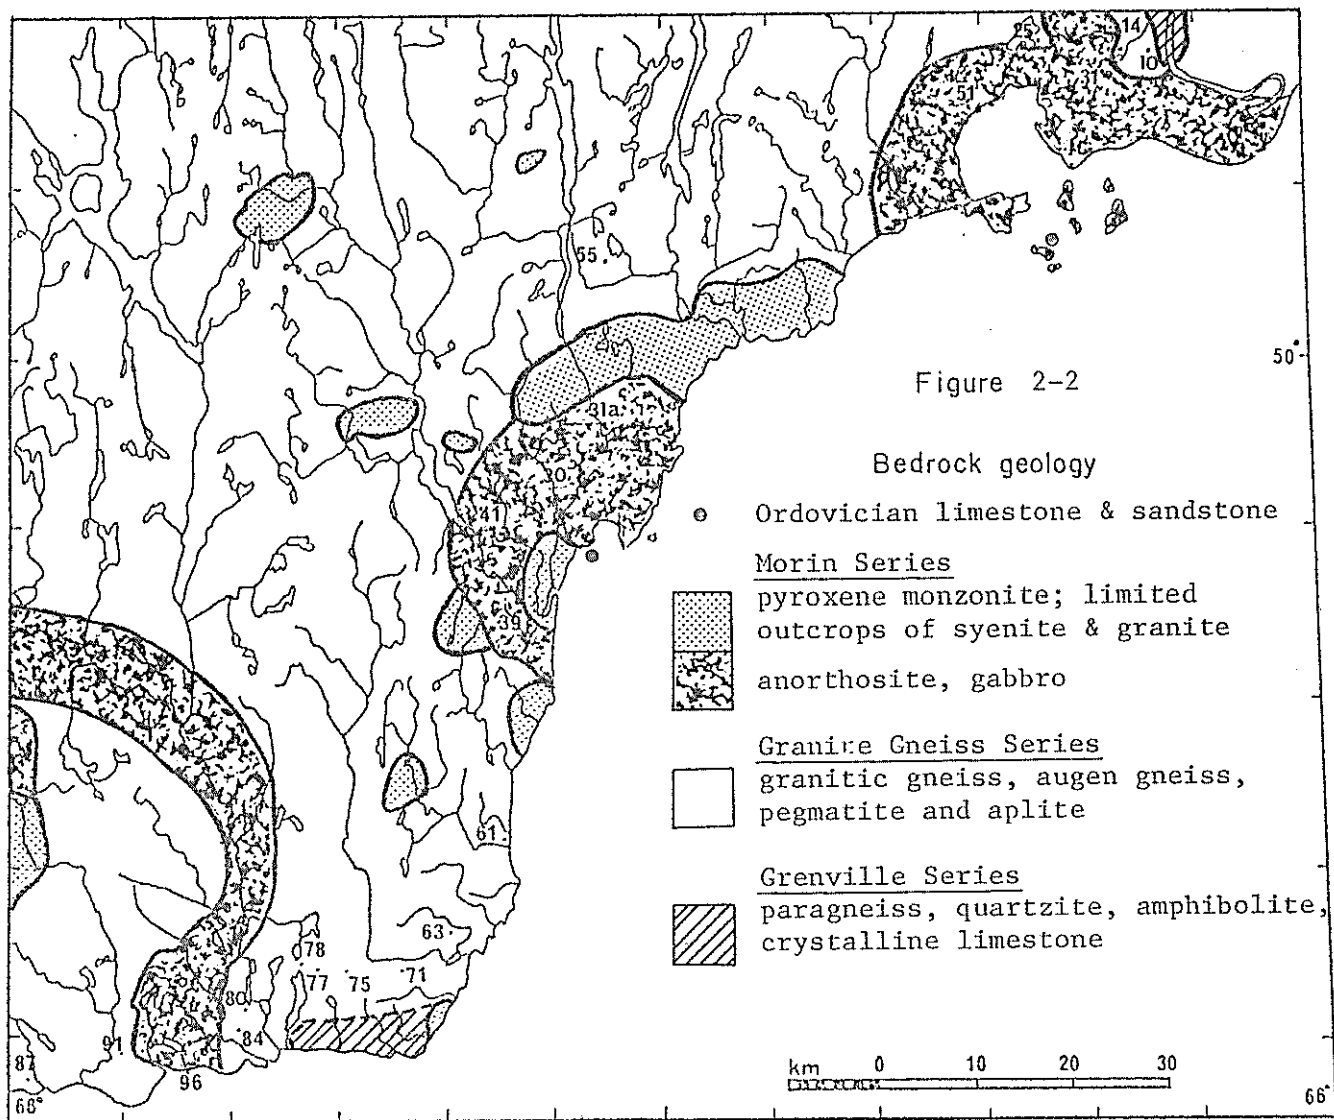 14
25
10
31
51
55.
50°
Figure 2-2
31a.
Bedrock geology
Ordovician limestone & sandstone
41
Morin Series
pyroxene monzonite; limited
outcrops of syenite & granite
39
anorthosite, gabbro
Granite Gneiss Series
granitic gneiss, augen gneiss,
pegmatite and aplite
61.
Grenville Series
paragneiss, quartzite, amphibolite,
crystalline limestone
63.
78
77
75
71
80
84
91.
87
96
km 0 10 20 30
68°
66°